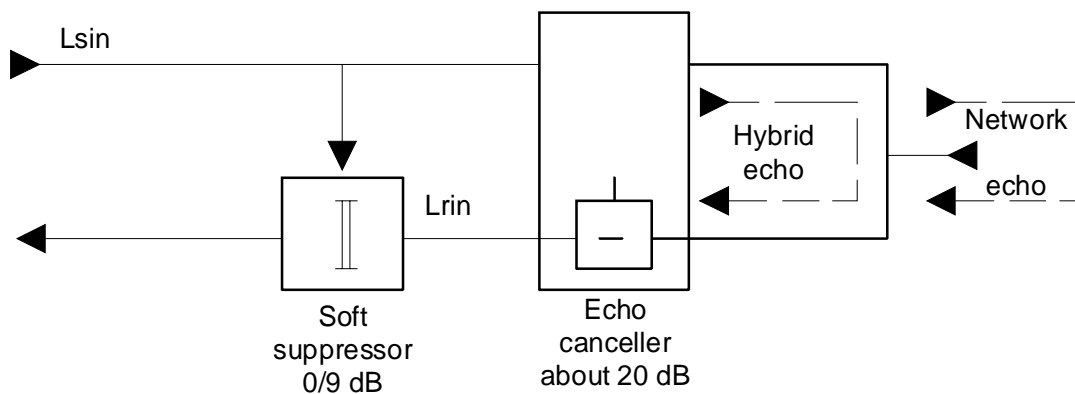 Lsin
Hybrid
echo
Network
echo
Lrin
Soft
suppressor
0/9 dB
Echo
canceller
about 20 dB